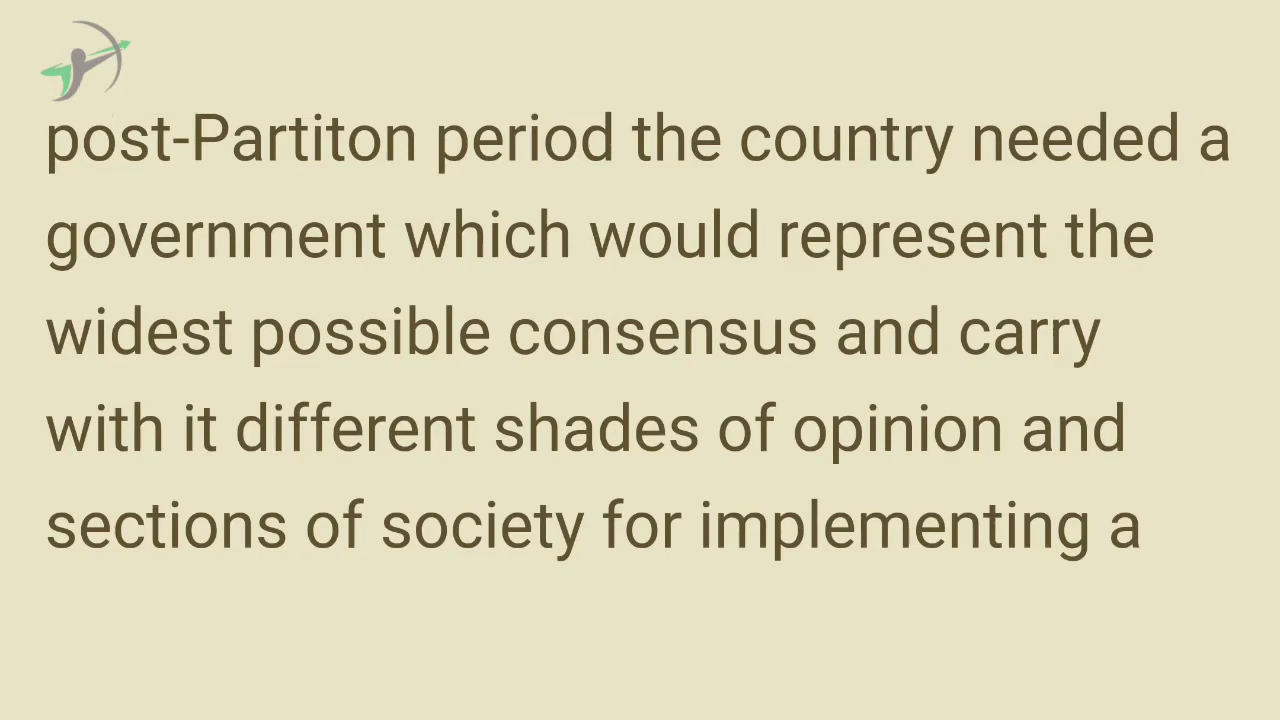 post-Partiton period the country needed a
government which would represent the
widest possible consensus and carry
with it different shades of opinion and
sections of society for implementing a